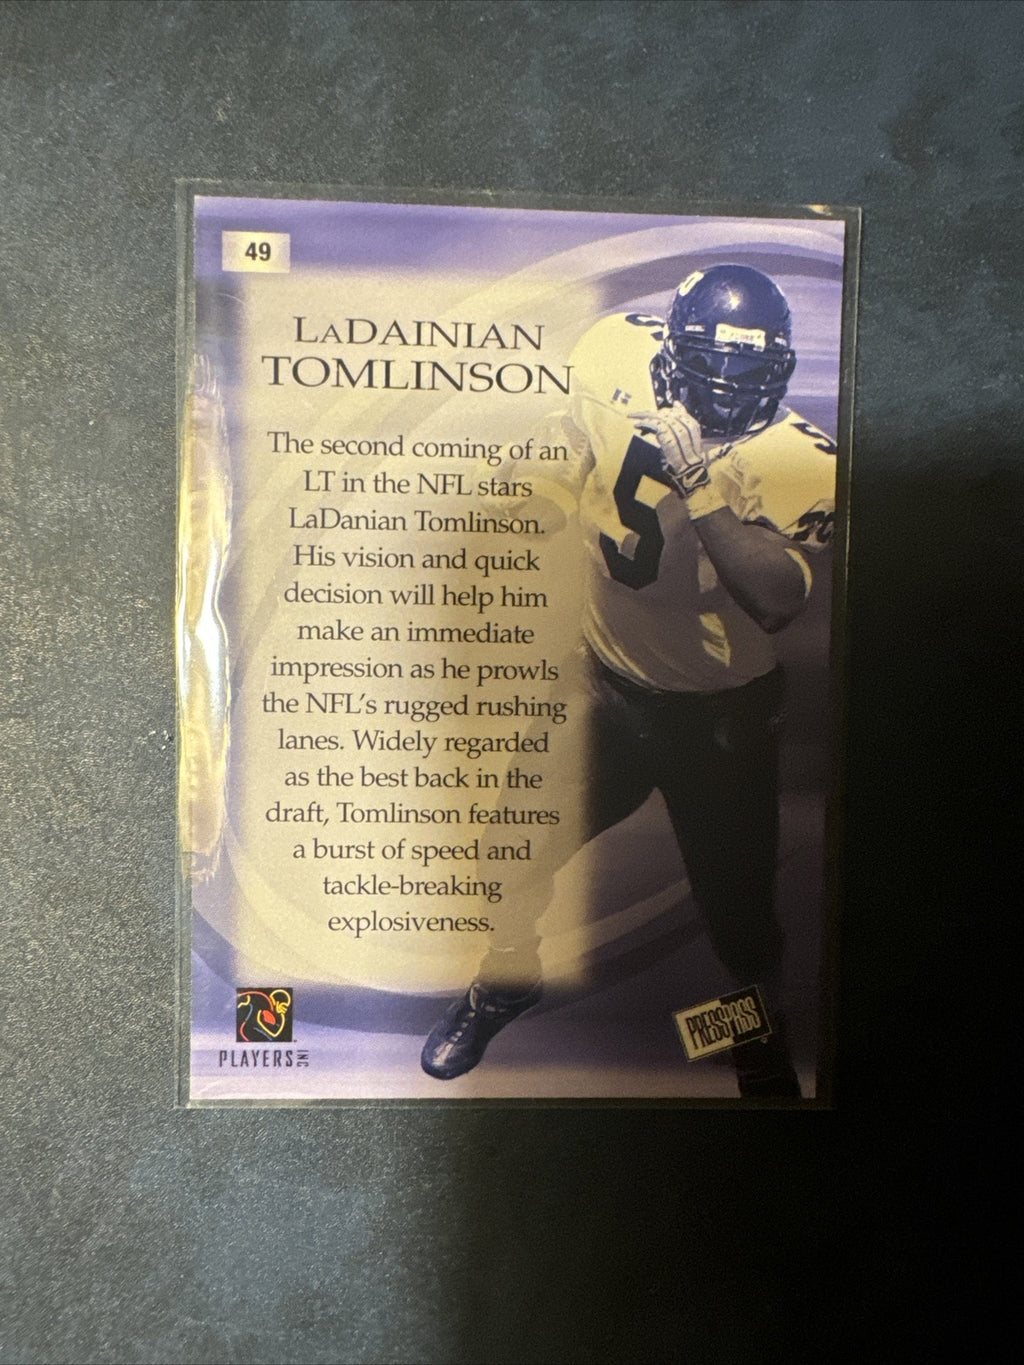 49
LaDAINIAN
TOMLINSON
The second coming of an
LT in the NFL stars
LaDanian Tomlinson.
His vision and quick
decision will help him
make an immediate
impression as he prowls
the NFL's rugged rushing
lanes. Widely regarded
as the best back in the
draft, Tomlinson features
a burst of speed and
tackle-breaking
explosiveness.
5
PLAYERS INC
PRESS PASS